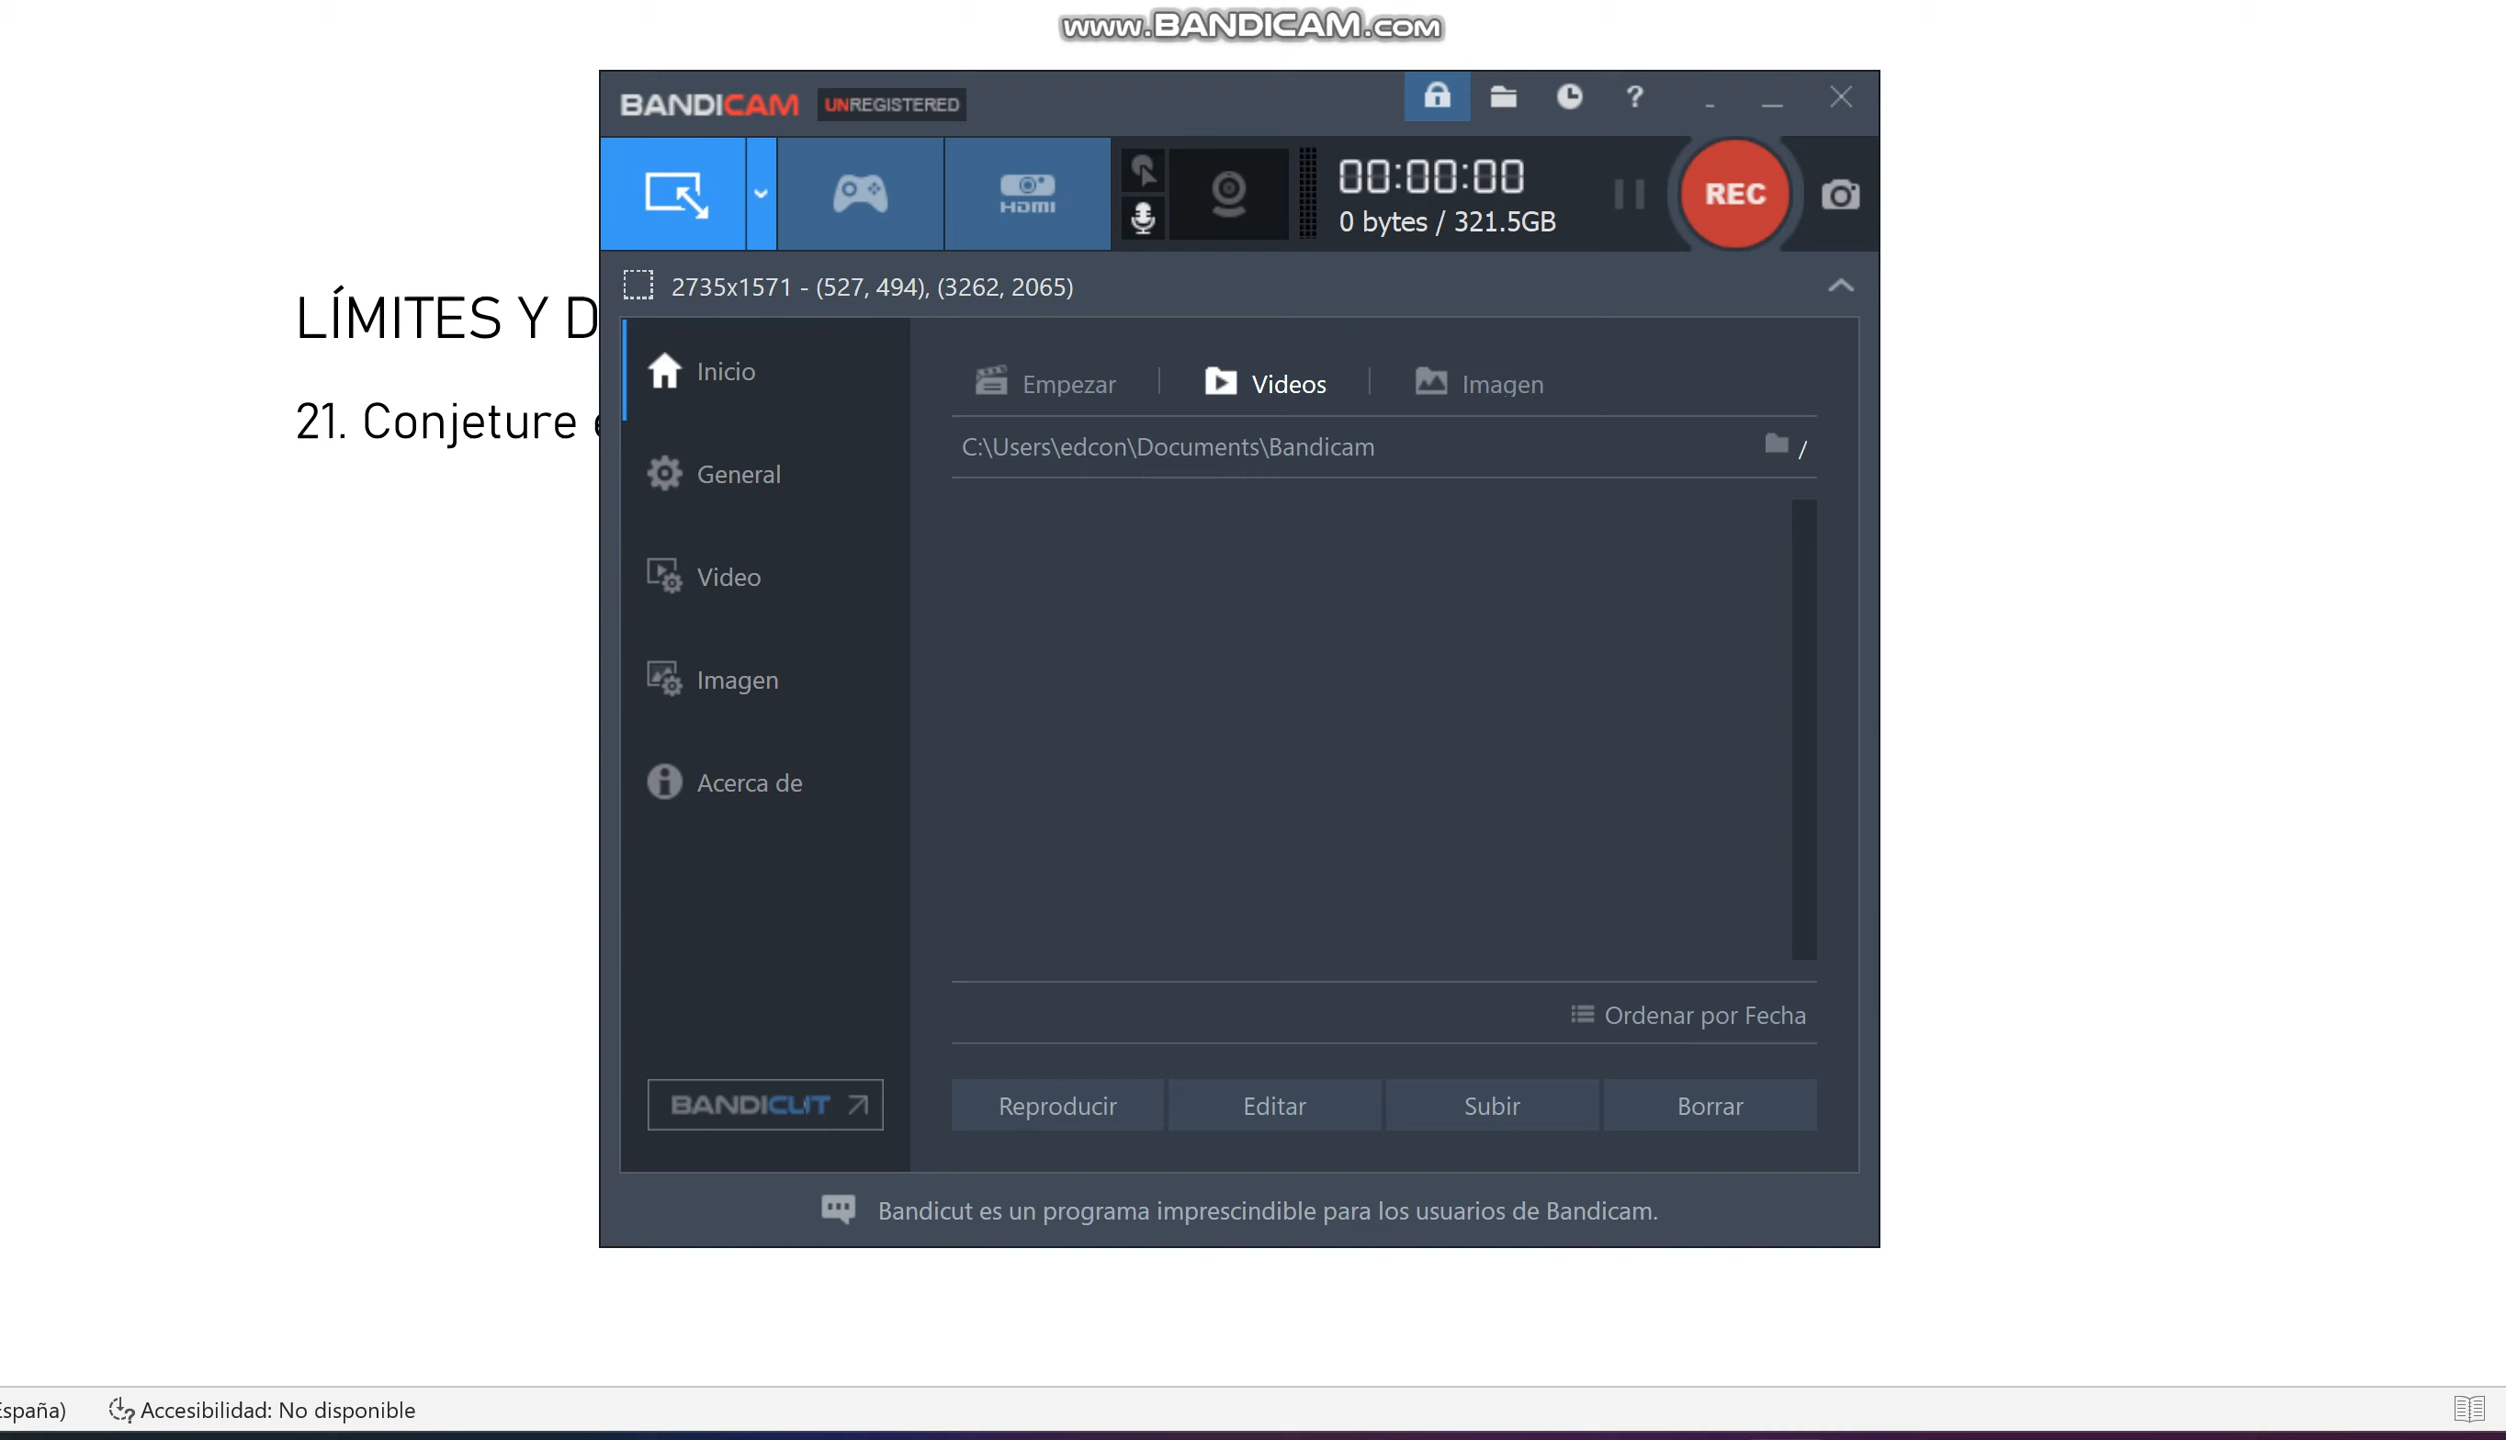 www.BANDICAM.com
BANDICAM UNREGISTERED ?
HDMI
00:00:00
REC
0 bytes / 321.5GB
2735x1571 - (527, 494), (3262, 2065)
LÍMITES Y D
21. Conjeture
Inicio
General
Video
Imagen
Acerca de
Empezar | Videos | Imagen
C:\Users\edcon\Documents\Bandicam /
Ordenar por Fecha
BANDICUT
Reproducir Editar Subir Borrar
Bandicut es un programa imprescindible para los usuarios de Bandicam.
España) Accesibilidad: No disponible